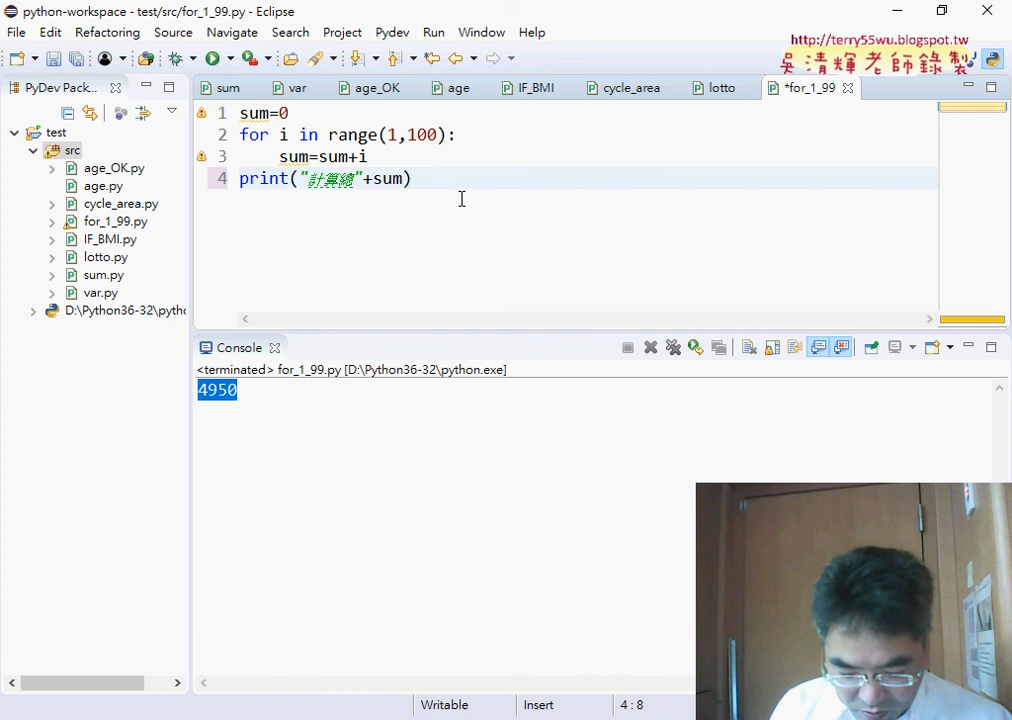 python-workspace - test/src/for_1_99.py - Eclipse
File Edit Refactoring Source Navigate Search Project Pydev Run Window Help
http://terry55wu.blogspot.tw
吳清輝老師錄製
PyDev Pack...
sum var age_OK age IF_BMI cycle_area lotto *for_1_99
test
src
age_OK.py
age.py
cycle_area.py
for_1_99.py
IF_BMI.py
lotto.py
sum.py
var.py
D:\Python36-32\pytho
1 sum=0
2 for i in range(1,100):
3 sum=sum+i
4 print("計算總"+sum)
Console
<terminated> for_1_99.py [D:\Python36-32\python.exe]
4950
Writable Insert 4 : 8